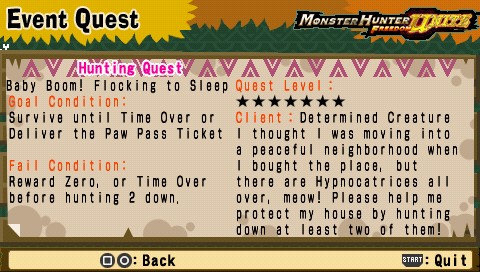 Event Quest
MONSTER HUNTER
FREEDOM UNITE
Hunting Quest
Baby Boom! Flocking to Sleep
Goal Condition:
Survive until Time Over or
Deliver the Paw Pass Ticket
Fail Condition:
Reward Zero, or Time Over
before hunting 2 down.
Quest Level:
★★★★★★★
Client: Determined Creature
I thought I was moving into
a peaceful neighborhood when
I bought the place, but
there are Hypnocatrices all
over, meow! Please help me
protect my house by hunting
down at least two of them!
□○: Back
START: Quit